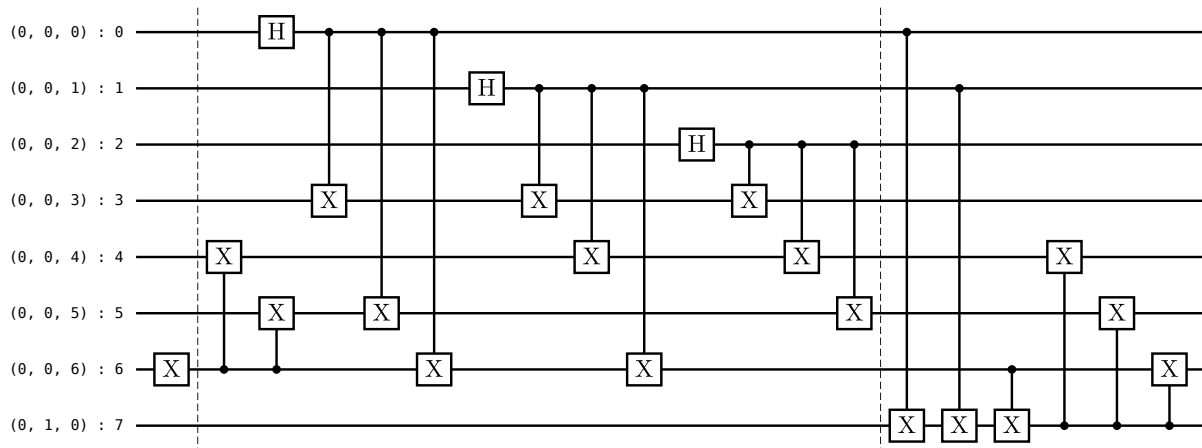 (0, 0, 0) : 0 H
(0, 0, 1) : 1 H
(0, 0, 2) : 2 H
(0, 0, 3) : 3 X X X
(0, 0, 4) : 4 X X X X
(0, 0, 5) : 5 X X X X
(0, 0, 6) : 6 X X X X
(0, 1, 0) : 7 X X X